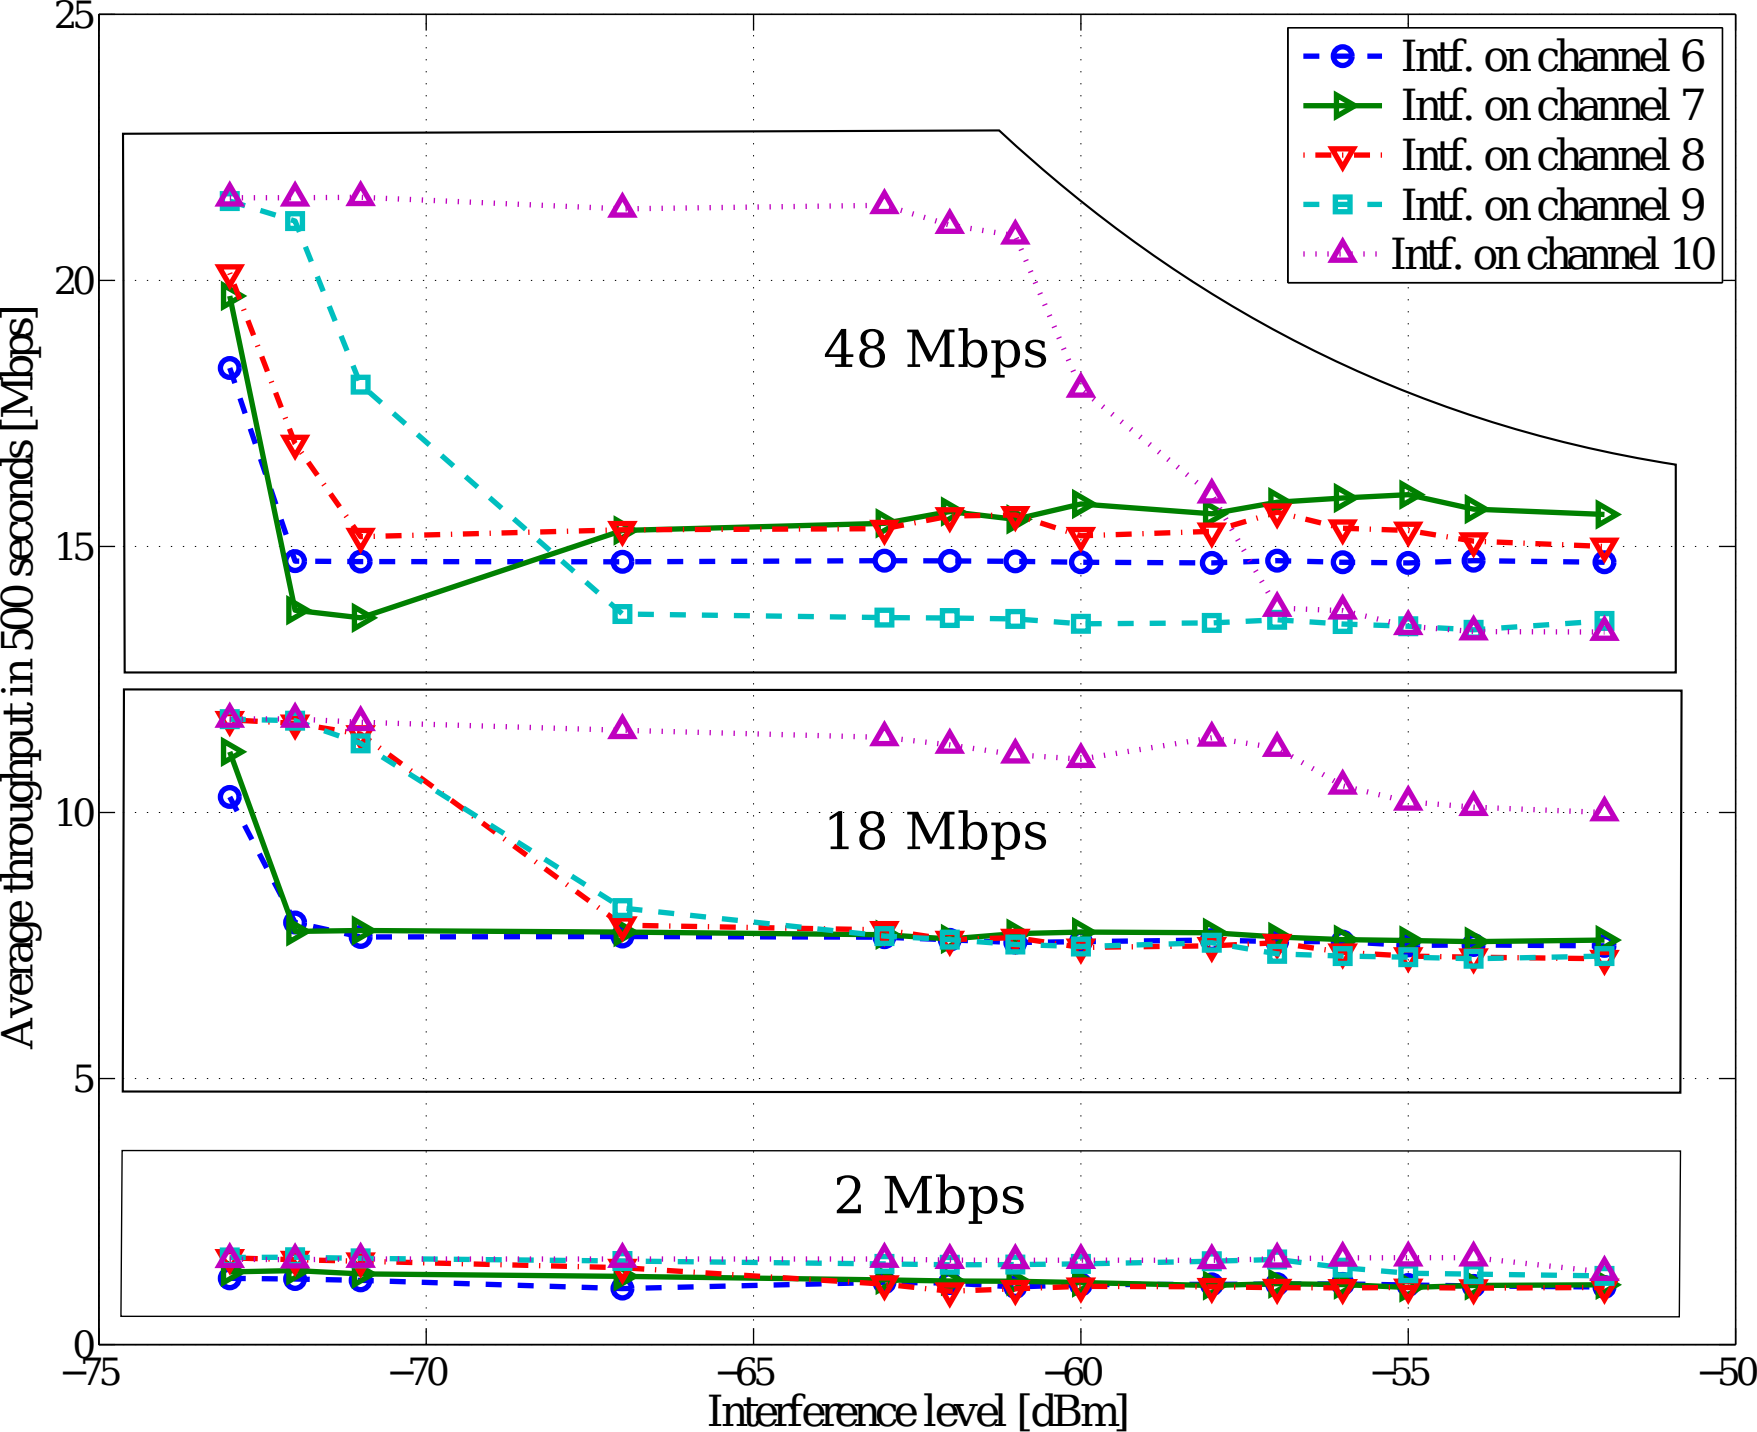 25
Intf. on channel 6
Intf. on channel 7
Intf. on channel 8
Intf. on channel 9
Intf. on channel 10
20
48 Mbps
15
Average throughput in 500 seconds [Mbps]
10
18 Mbps
5
2 Mbps
0
−75
−70
−65
−60
−55
−50
Interference level [dBm]